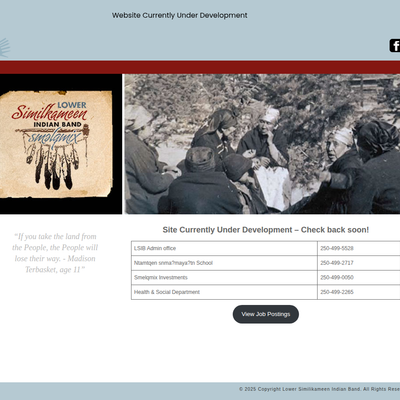 Website Currently Under Development
LOWER
Similkameen
INDIAN BAND
smǝlqmíx
Site Currently Under Development – Check back soon!
"If you take the land from
the People, the People will
lose their way. - Madison
Terbasket, age 11"
LSIB Admin office 250-499-5528
Ntamtqen snma?maya?tn School 250-499-2717
Smelqmix Investments 250-499-0050
Health & Social Department 250-499-2265
View Job Postings
© 2025 Copyright Lower Similkameen Indian Band. All Rights Rese